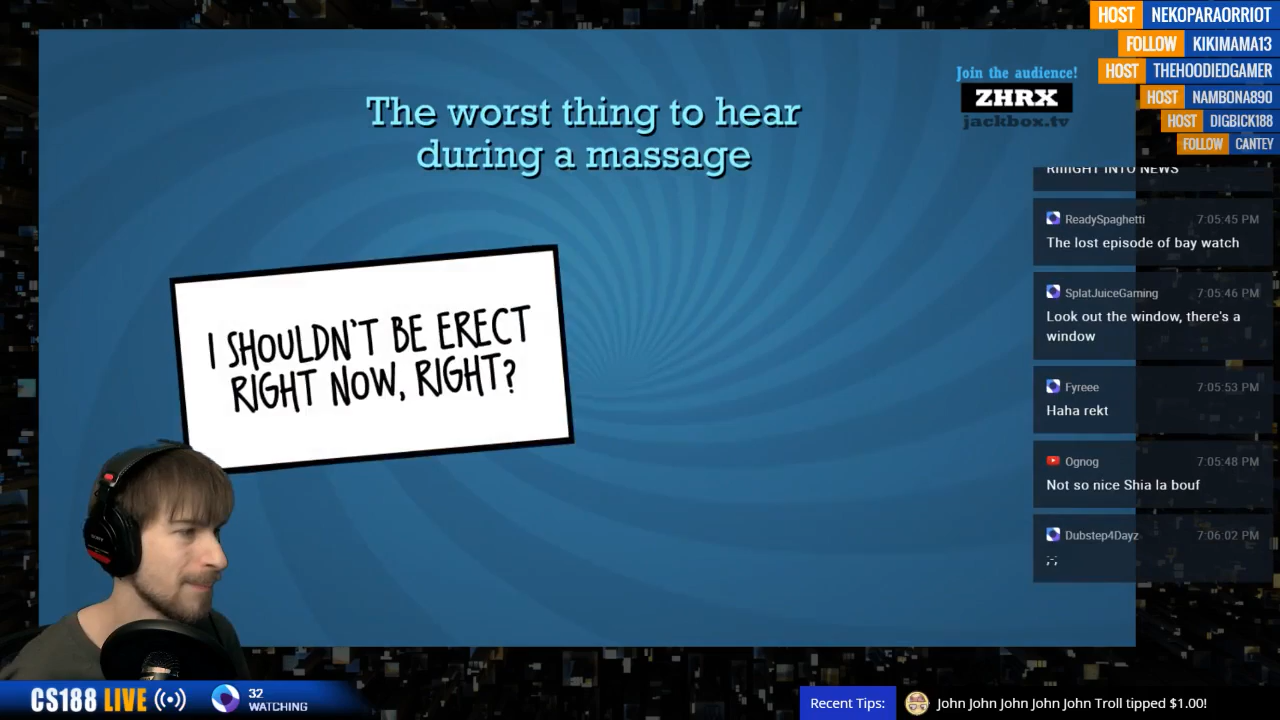 HOST NEKOPARAORRIOT
FOLLOW KIKIMAMA13
HOST THEHOODIEDGAMER
HOST NAMBONA890
HOST DIGBICK188
FOLLOW CANTEY
Join the audience!
ZHRX
jackbox.tv
The worst thing to hear
during a massage
I SHOULDN'T BE ERECT
RIGHT NOW, RIGHT?
INTO NEWS
ReadySpaghetti 7:05:45 PM
The lost episode of bay watch
SplatJuiceGaming 7:05:46 PM
Look out the window, there's a
window
Fyreee 7:05:53 PM
Haha rekt
Ognog 7:05:48 PM
Not so nice Shia la bouf
Dubstep4Dayz 7:06:02 PM
;-;
CS188 LIVE
32
WATCHING
Recent Tips: John John John John John Troll tipped $1.00!